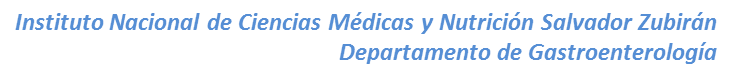 Instituto Nacional de Ciencias Médicas y Nutrición Salvador Zubirán
Departamento de Gastroenterología